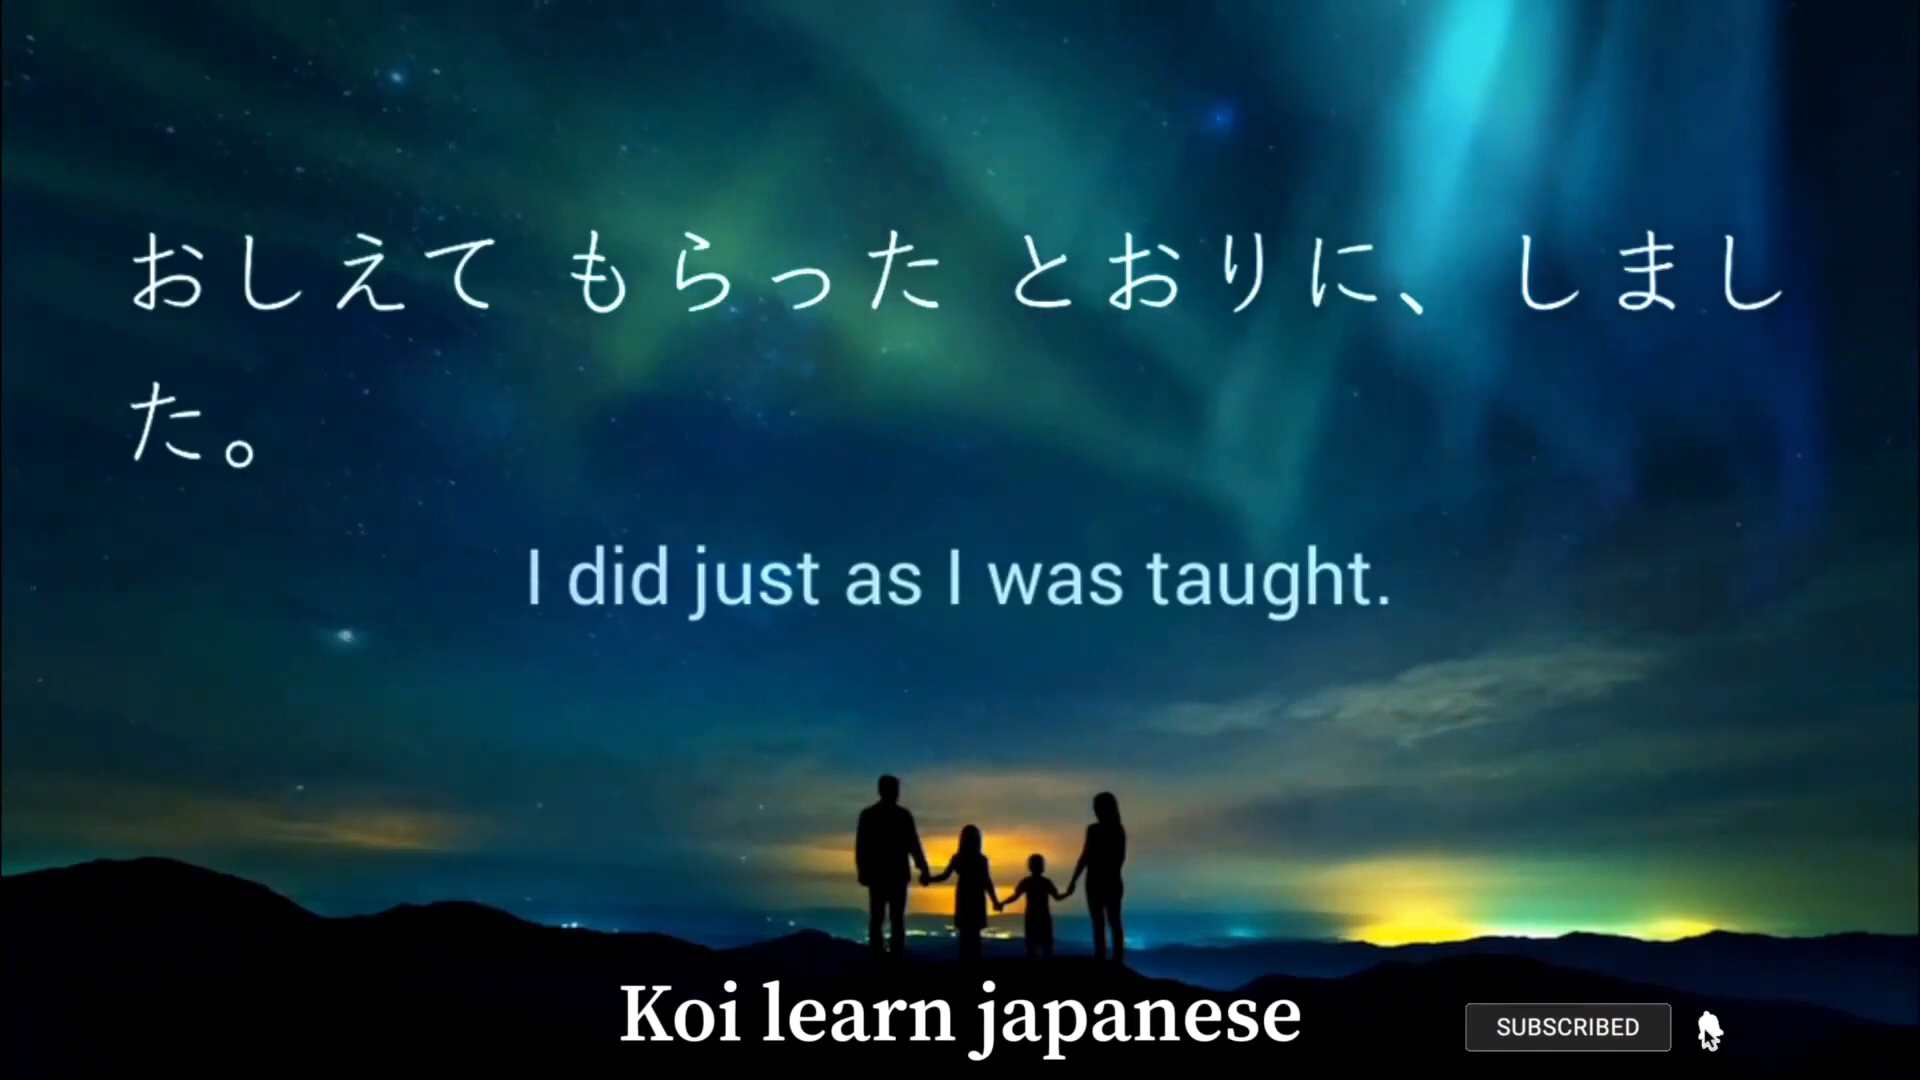 おしえて もらった とおりに、 しまし
た。
I did just as I was taught.
Koi learn japanese
SUBSCRIBED